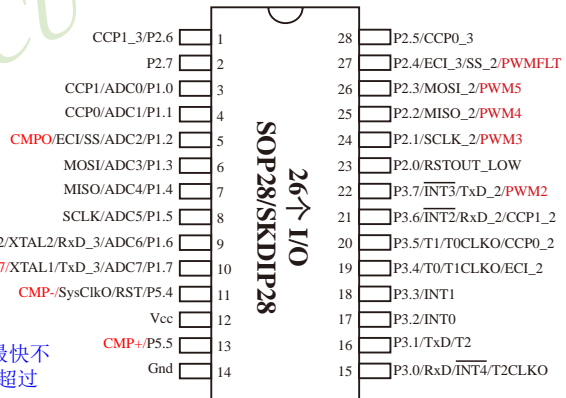 CCP1_3/P2.6 1
P2.7 2
CCP1/ADC0/P1.0 3
CCP0/ADC1/P1.1 4
CMPO/ECI/SS/ADC2/P1.2 5
MOSI/ADC3/P1.3 6
MISO/ADC4/P1.4 7
SCLK/ADC5/P1.5 8
2/XTAL2/RxD_3/ADC6/P1.6 9
7/XTAL1/TxD_3/ADC7/P1.7 10
CMP-/SysClkO/RST/P5.4 11
Vcc 12
CMP+/P5.5 13
Gnd 14
最快不
超过
26个 I/O
SOP28/SKDIP28
28 P2.5/CCP0_3
27 P2.4/ECI_3/SS_2/PWMFLT
26 P2.3/MOSI_2/PWM5
25 P2.2/MISO_2/PWM4
24 P2.1/SCLK_2/PWM3
23 P2.0/RSTOUT_LOW
22 P3.7/INT3/TxD_2/PWM2
21 P3.6/INT2/RxD_2/CCP1_2
20 P3.5/T1/T0CLKO/CCP0_2
19 P3.4/T0/T1CLKO/ECI_2
18 P3.3/INT1
17 P3.2/INT0
16 P3.1/TxD/T2
15 P3.0/RxD/INT4/T2CLKO